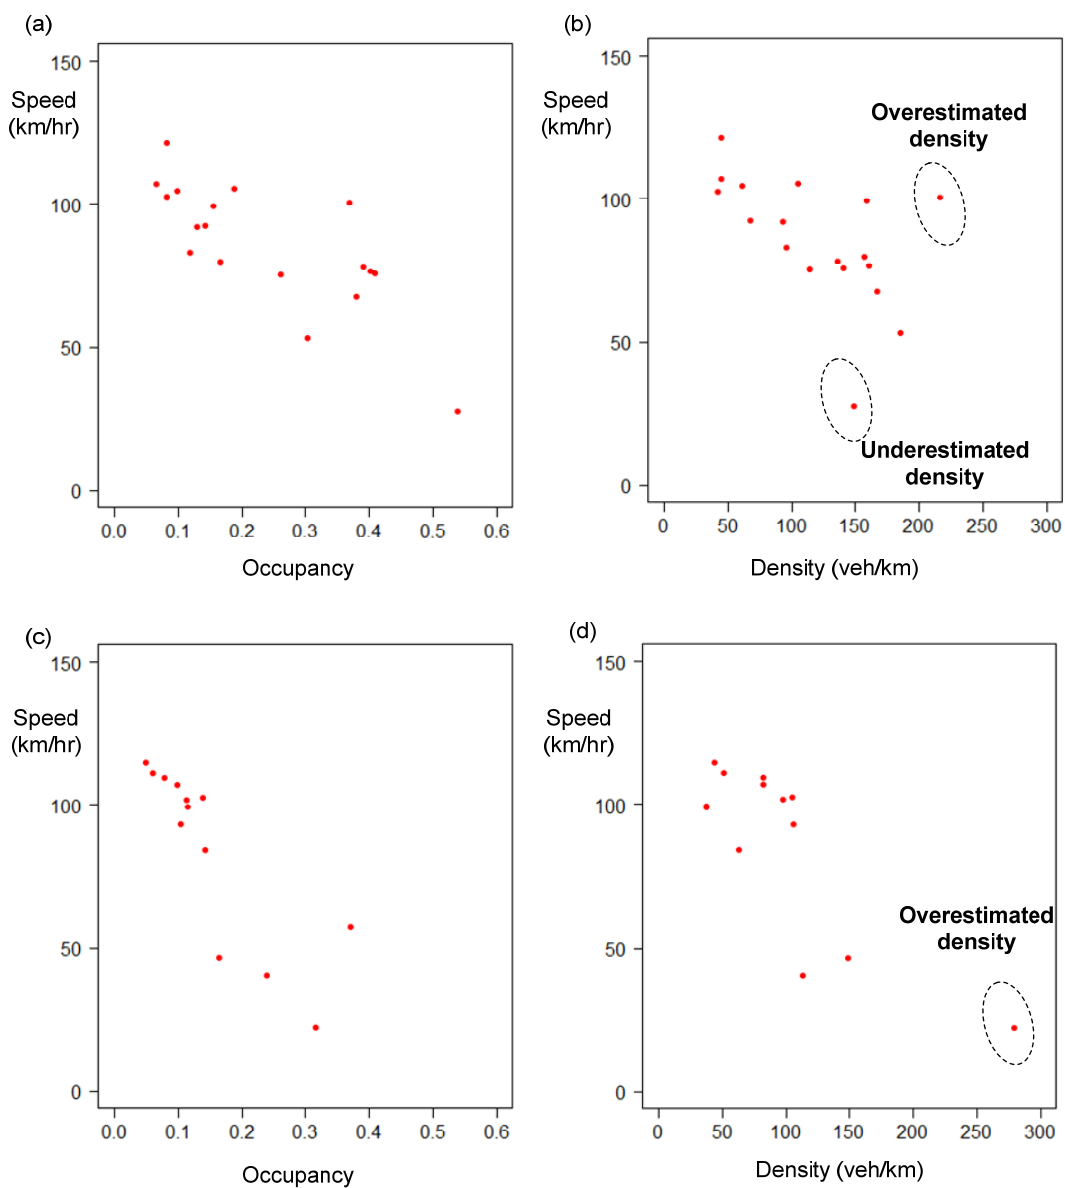 (a)
150
Speed
(km/hr)
100
50
0
0.0 0.1 0.2 0.3 0.4 0.5 0.6
Occupancy
(b)
150
Speed
(km/hr)
Overestimated
density
100
50
Underestimated
density
0
0 50 100 150 200 250 300
Density (veh/km)
(c)
150
Speed
(km/hr)
100
50
0
0.0 0.1 0.2 0.3 0.4 0.5 0.6
Occupancy
(d)
150
Speed
(km/hr)
100
Overestimated
density
50
0
0 50 100 150 200 250 300
Density (veh/km)